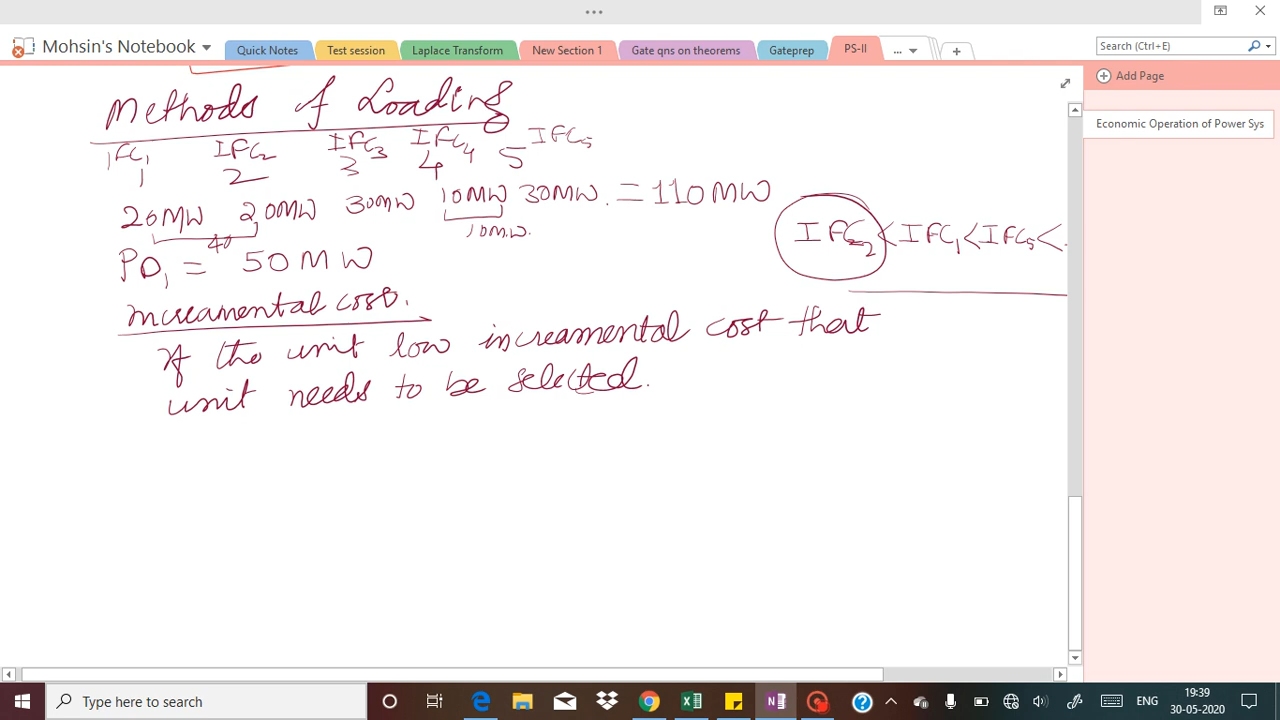 Mohsin's Notebook
Quick Notes
Test session
Laplace Transform
New Section 1
Gate qns on theorems
Gateprep
PS-II
...
Search (Ctrl+E)
Add Page
Economic Operation of Power Sys
Methods of Loading
IFC1 IFC2 IFC3 IFC4 IFC5
1 2 3 4 5
20MW 20MW 30MW 10MW 30MW. = 110MW
40 10MW.
IFC2 < IFC1 < IFC5 <
PD1 = 50MW
Increamental cost.
If the unit low increamental cost that
unit needs to be selected.
Type here to search
ENG
19:39
30-05-2020